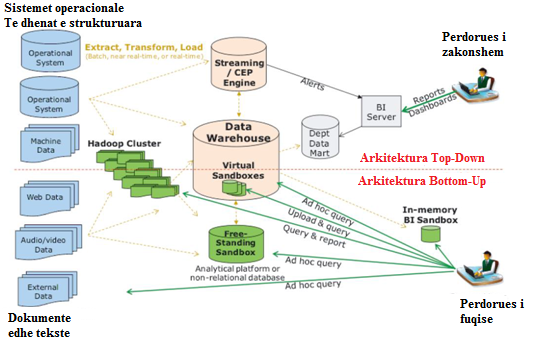 Sistemet operacionale
Te dhenat e strukturuara
Operational
System
Operational
System
Machine
Data
Web Data
Audio/video
Data
External
Data
Dokumente
edhe tekste
Extract, Transform, Load
(Batch, near real-time, or real-time)
Streaming
/ CEP
Engine
Alerts
BI
Server
Reports
Dashboards
Perdorues i
zakonshem
Hadoop Cluster
Data
Warehouse
Virtual
Sandboxes
Dept
Data
Mart
Arkitektura Top-Down
Arkitektura Bottom-Up
Ad hoc query
Upload & query
Query & report
In-memory
BI Sandbox
Free-
Standing
Sandbox
Analytical platform or
non-relational database
Ad hoc query
Ad hoc query
Perdorues i
fuqise